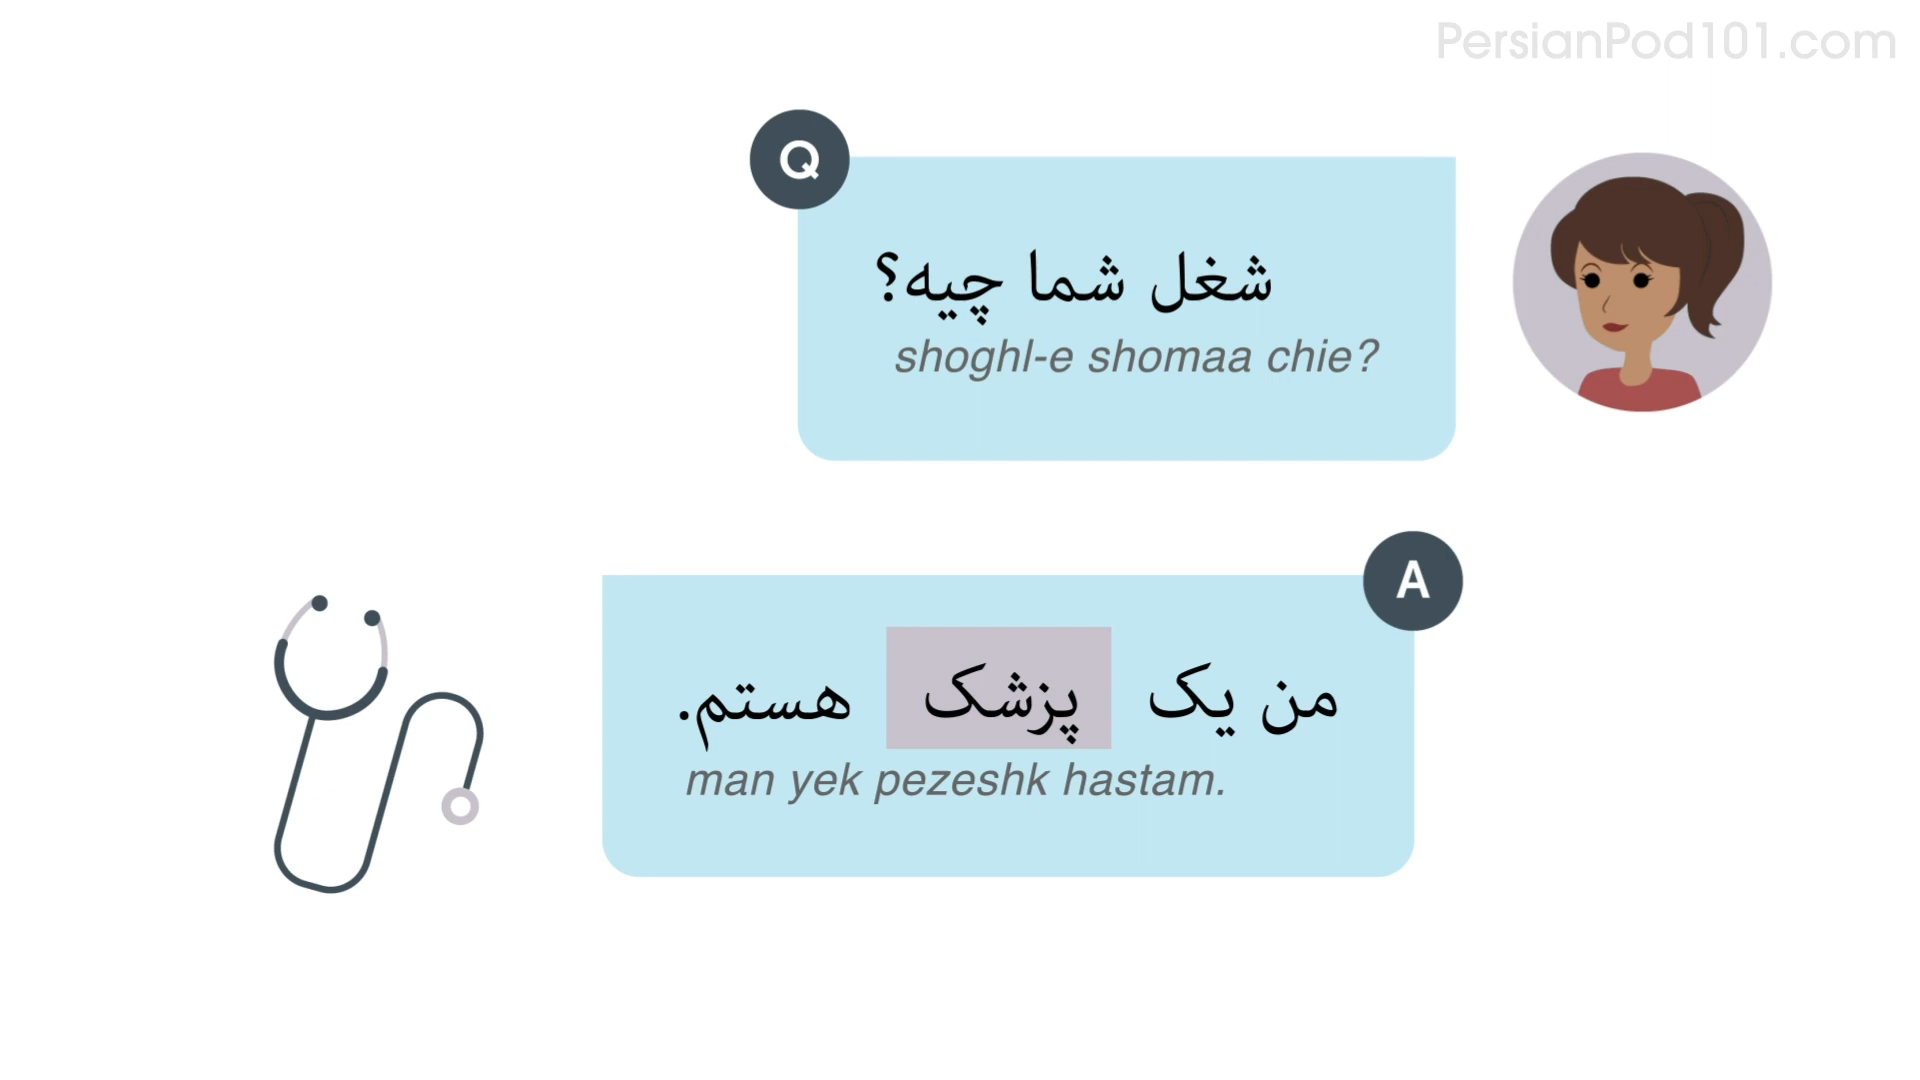 PersianPod101.com
Q
شغل شما چیه؟
shoghl-e shomaa chie?
A
من یک پزشک هستم.
man yek pezeshk hastam.